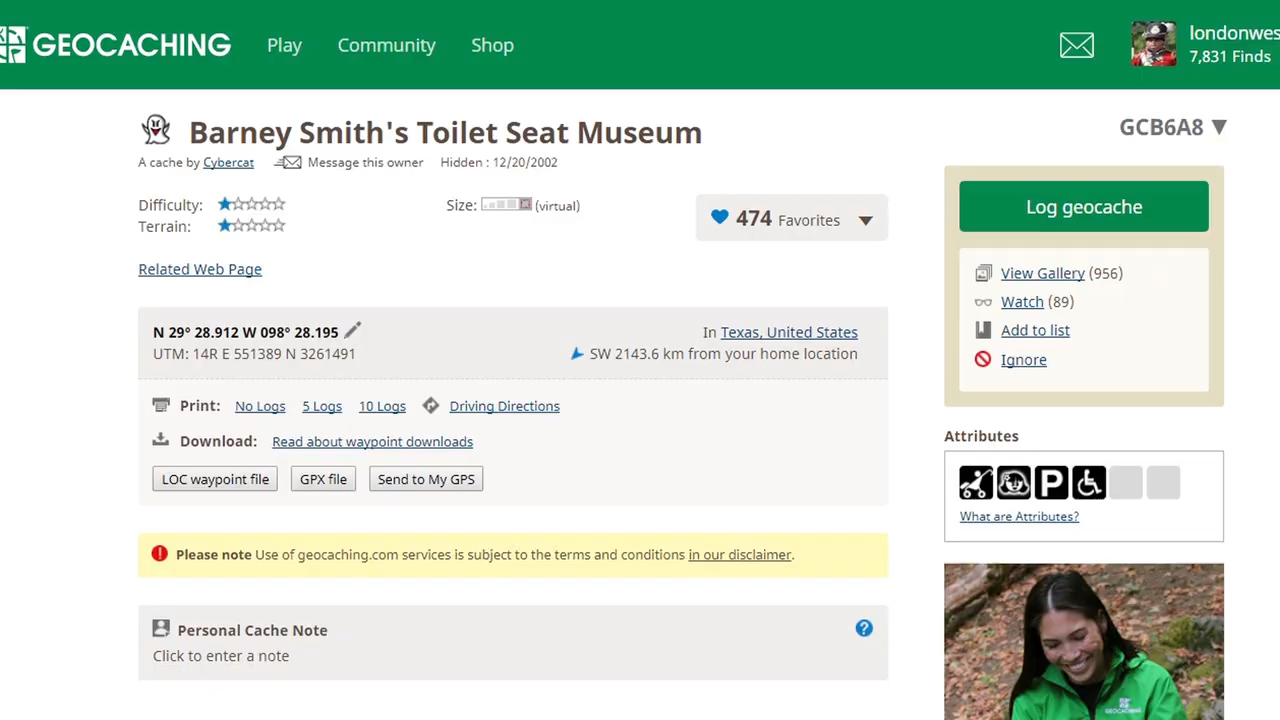 GEOCACHING
Play
Community
Shop
londonwes
7,831 Finds
Barney Smith's Toilet Seat Museum
GCB6A8
A cache by Cybercat
Message this owner
Hidden : 12/20/2002
Difficulty:
Size: (virtual)
474 Favorites
Terrain:
Related Web Page
Log geocache
View Gallery (956)
Watch (89)
Add to list
Ignore
N 29° 28.912 W 098° 28.195
In Texas, United States
UTM: 14R E 551389 N 3261491
SW 2143.6 km from your home location
Print: No Logs 5 Logs 10 Logs Driving Directions
Download: Read about waypoint downloads
LOC waypoint file
GPX file
Send to My GPS
Attributes
P
What are Attributes?
Please note Use of geocaching.com services is subject to the terms and conditions in our disclaimer.
Personal Cache Note
?
Click to enter a note
GEOCACHING